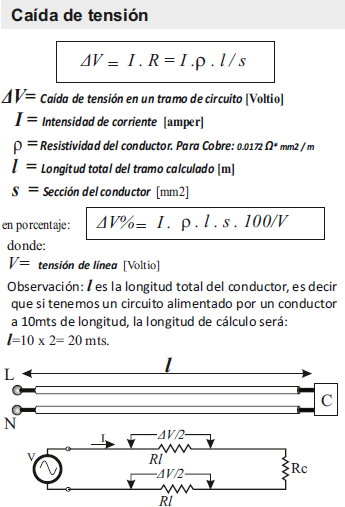 Caída de tensión
ΔV = I . R = I .ρ . l / s
ΔV= Caída de tensión en un tramo de circuito [Voltio]
I = Intensidad de corriente [amper]
ρ = Resistividad del conductor. Para Cobre: 0.0172 Ω* mm2 / m
l = Longitud total del tramo calculado [m]
s = Sección del conductor [mm2]
en porcentaje: ΔV%= I . ρ . l . s . 100/V
donde:
V= tensión de línea [Voltio]
Observación: l es la longitud total del conductor, es decir
que si tenemos un circuito alimentado por un conductor
a 10mts de longitud, la longitud de cálculo será:
l=10 x 2= 20 mts.
l
L
C
N
I
ΔV/2
V
Rl
Rc
ΔV/2
Rl